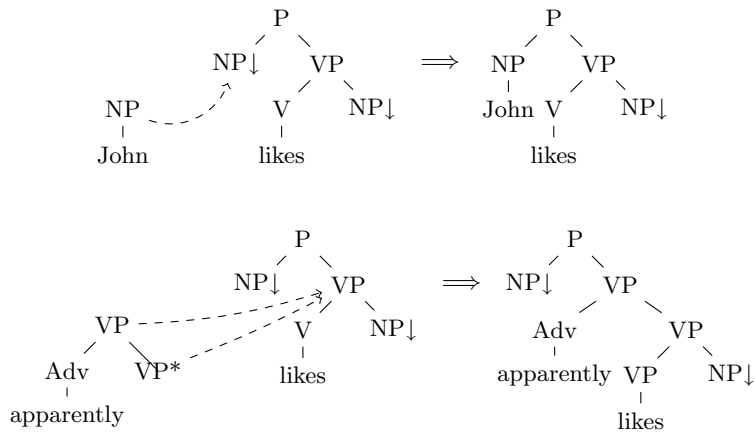 P P
NP↓ VP ⟹ NP VP
NP V NP↓ John V NP↓
John likes likes
P P
NP↓ VP ⟹ NP↓ VP
VP V NP↓ Adv VP
Adv VP* likes apparently VP NP↓
apparently likes